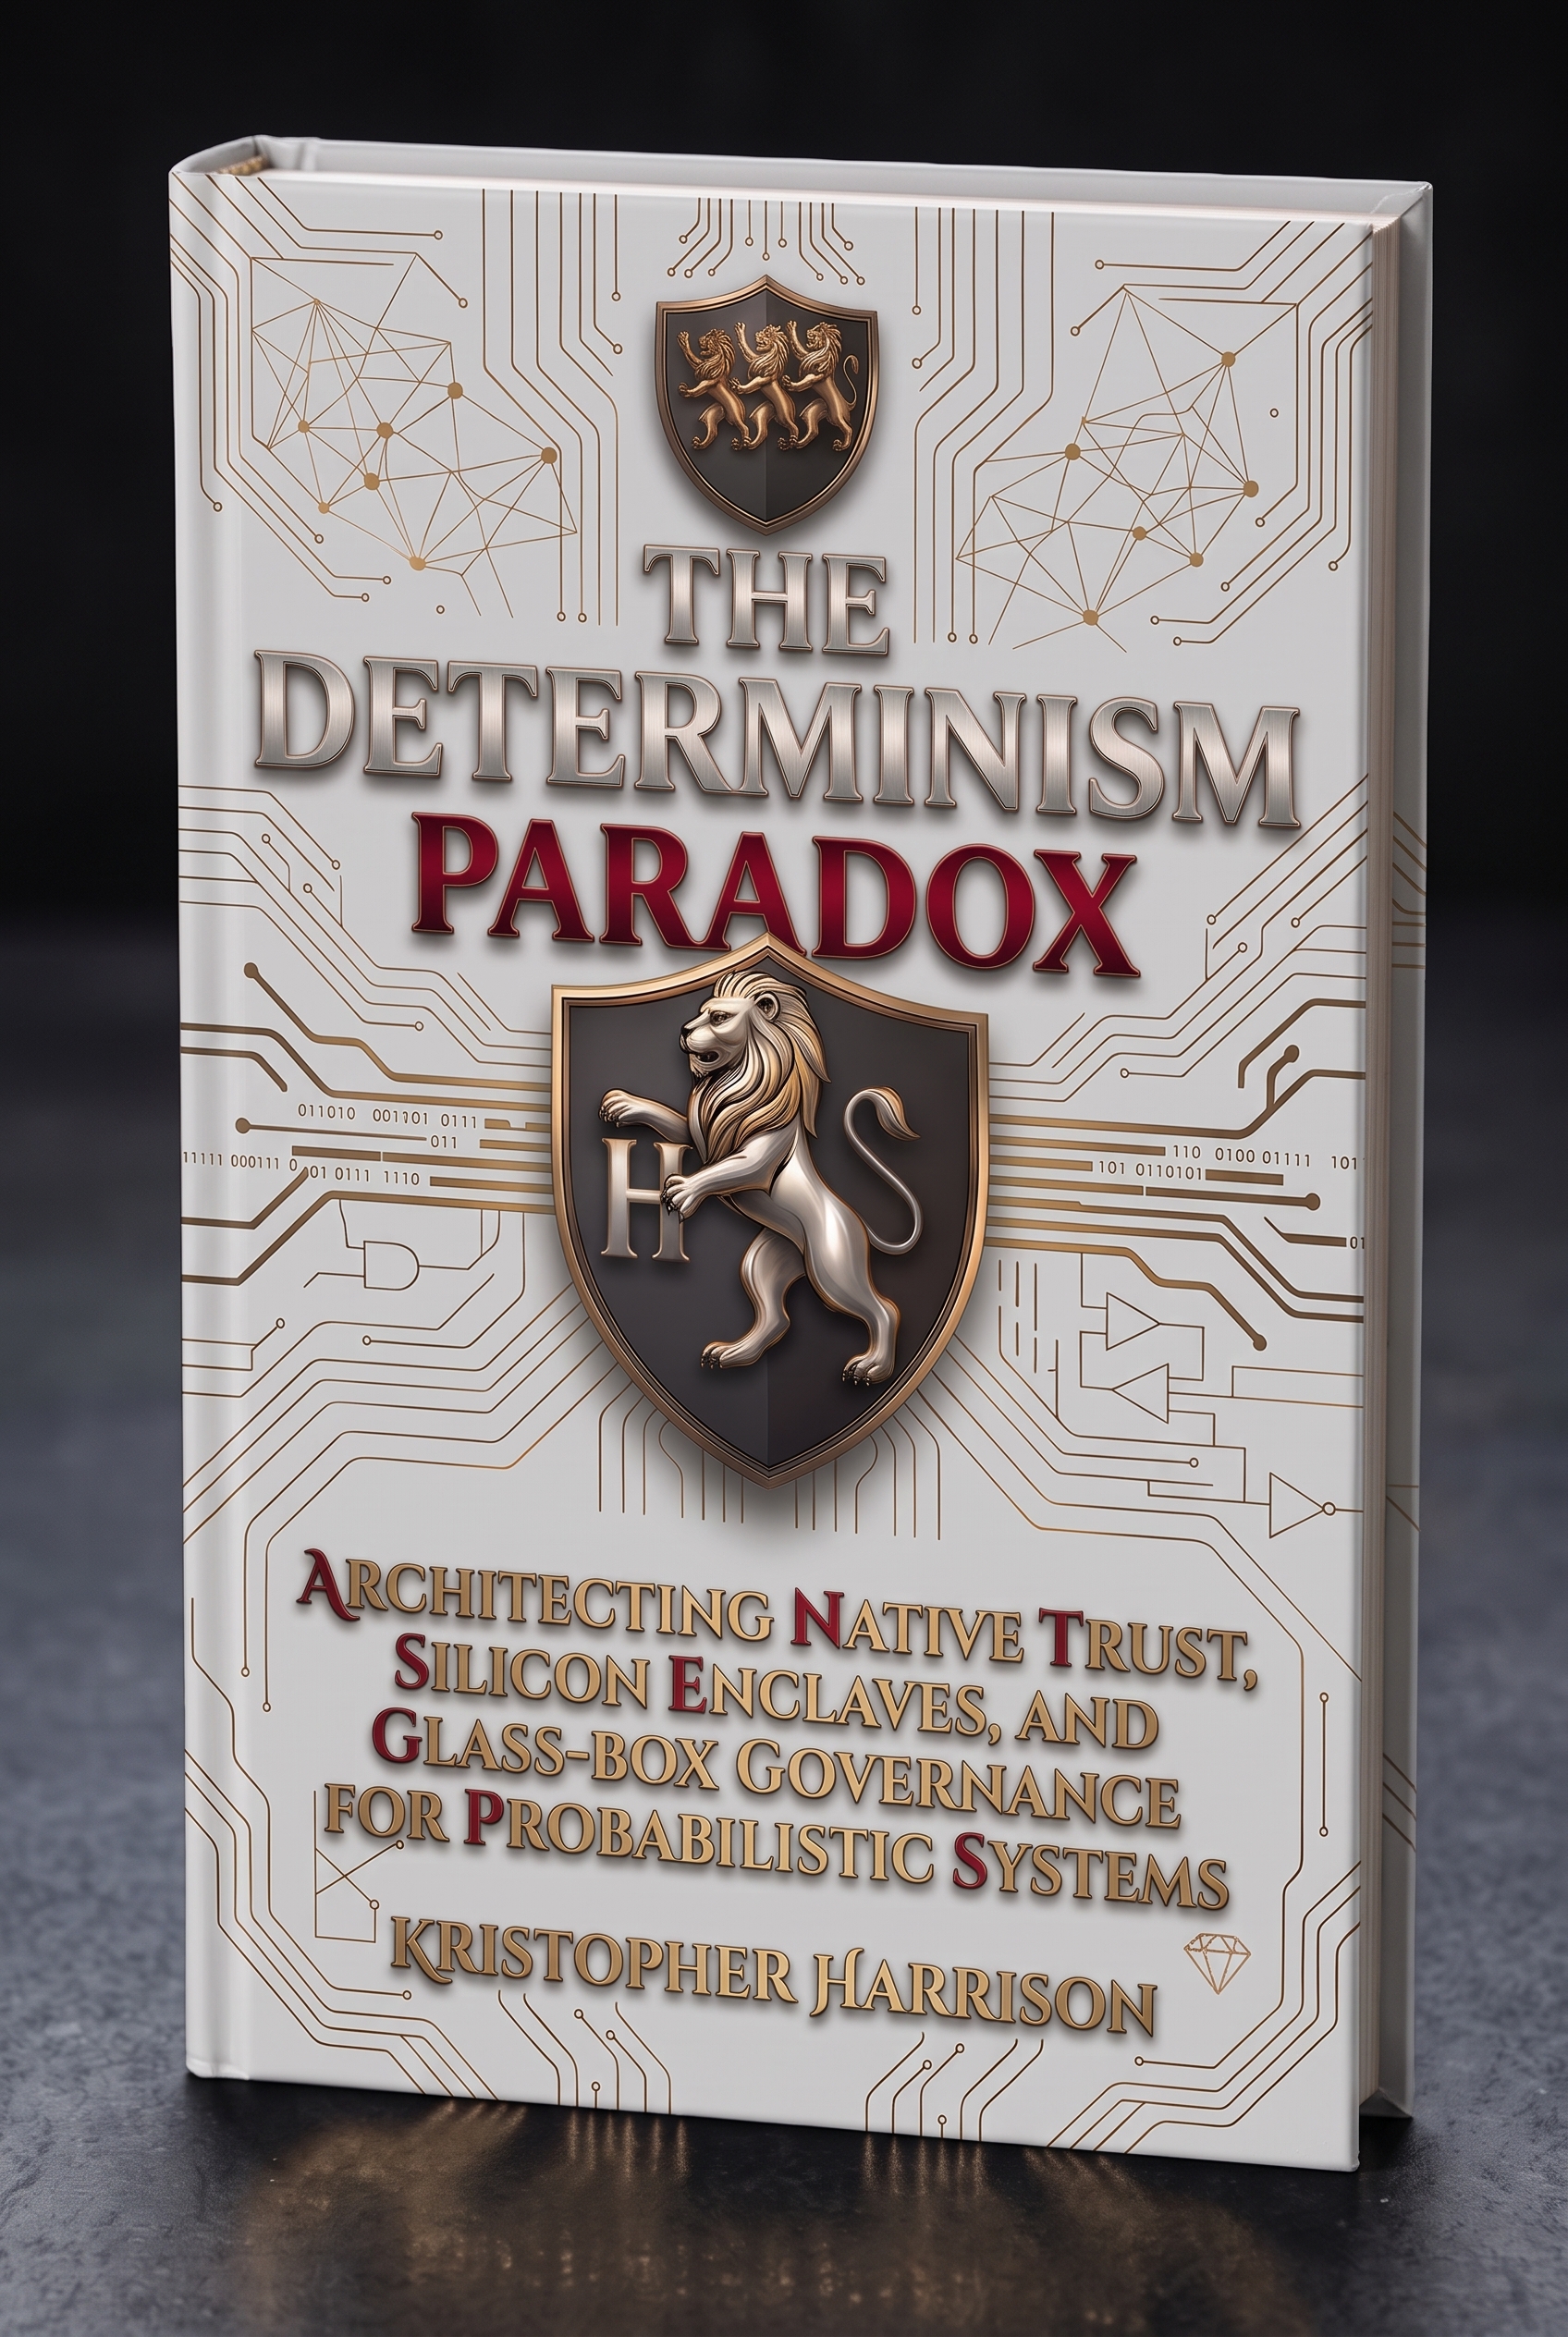 THE
DETERMINISM
PARADOX
H
011010 001101 0111
011
11111 000111 0 01 0111 1110
110 0100 01111 101
101 0110101
01
ARCHITECTING NATIVE TRUST,
SILICON ENCLAVES, AND
GLASS-BOX GOVERNANCE
FOR PROBABILISTIC SYSTEMS
KRISTOPHER HARRISON